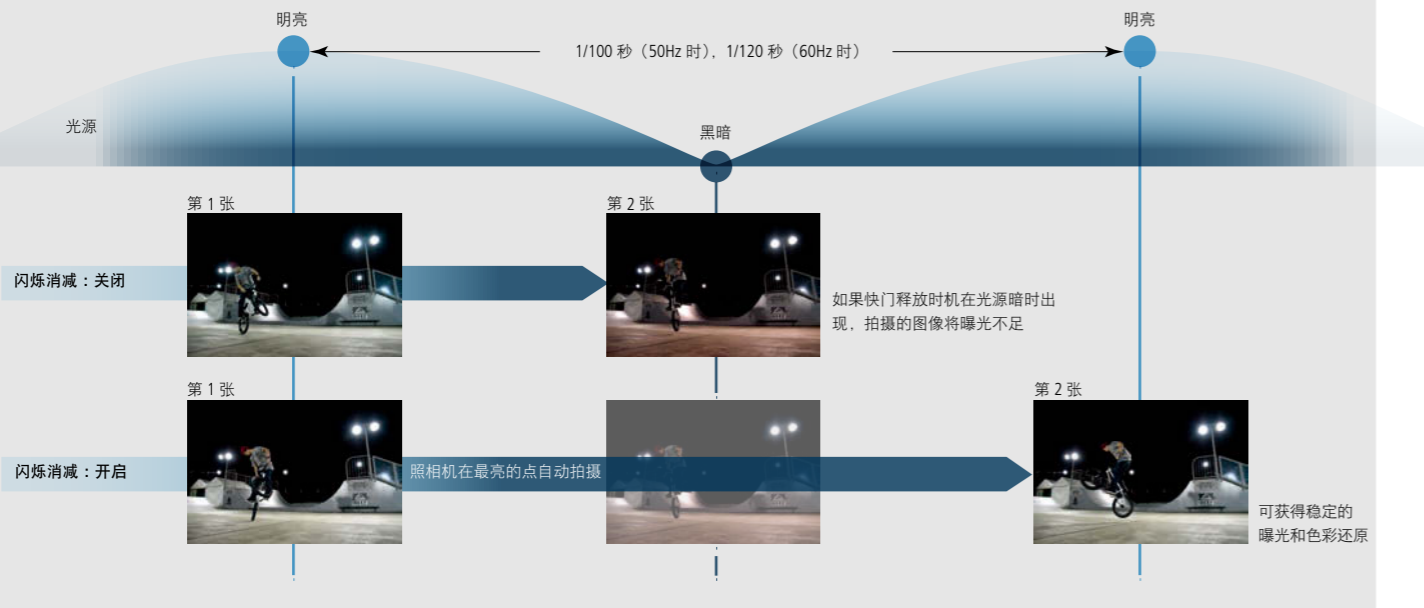 明亮
明亮
1/100 秒（50Hz 时），1/120 秒（60Hz 时）
光源
黑暗
第 1 张
第 2 张
闪烁消减：关闭
如果快门释放时机在光源暗时出
现，拍摄的图像将曝光不足
第 1 张
第 2 张
闪烁消减：开启
照相机在最亮的点自动拍摄
可获得稳定的
曝光和色彩还原